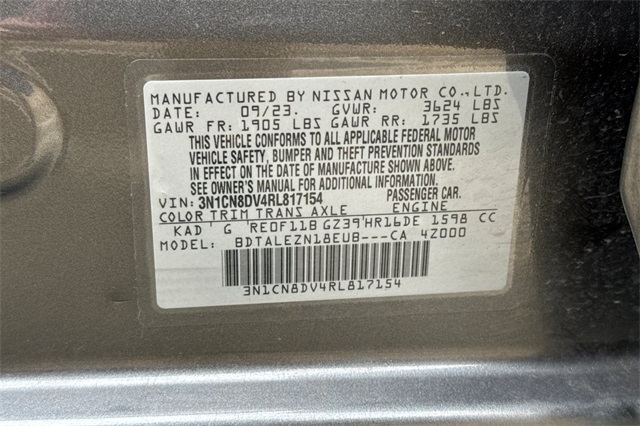 MANUFACTURED BY NISSAN MOTOR CO.,LTD.
DATE: 09/23. GVWR: 3624 LBS
GAWR FR: 1905 LBS GAWR RR: 1735 LBS
THIS VEHICLE CONFORMS TO ALL APPLICABLE FEDERAL MOTOR
VEHICLE SAFETY, BUMPER AND THEFT PREVENTION STANDARDS
IN EFFECT ON THE DATE OF MANUFACTURE SHOWN ABOVE.
SEE OWNER'S MANUAL FOR ADDITIONAL INFORMATION.
VIN: 3N1CN8DV4RL817154 PASSENGER CAR.
COLOR TRIM TRANS AXLE ENGINE
KAD G RE0F11B GZ39 HR16DE 1598 CC
MODEL: BDTALEZN18EUB---CA 4Z000
3N1CN8DV4RL817154